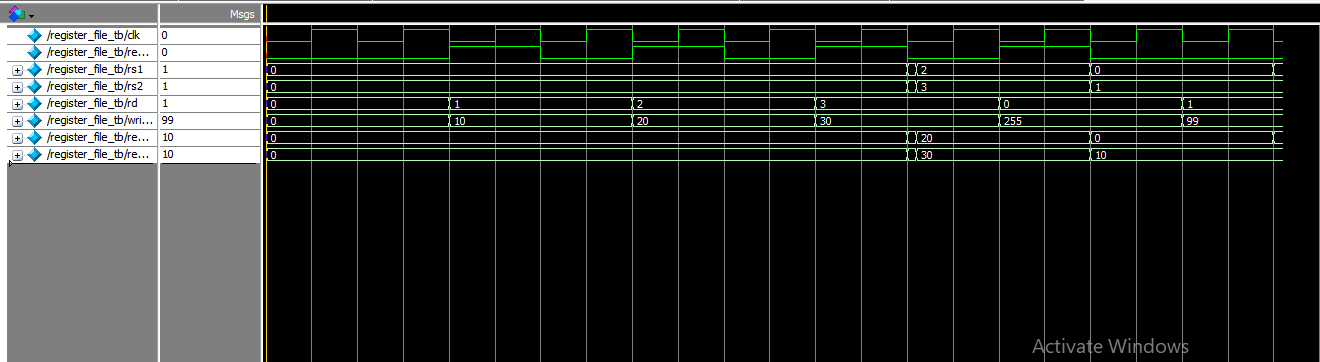 Msgs
/register_file_tb/clk 0
/register_file_tb/re... 0
/register_file_tb/rs1 1 0 2 0
/register_file_tb/rs2 1 0 3 1
/register_file_tb/rd 1 0 1 2 3 0 1
/register_file_tb/wri... 99 0 10 20 30 255 99
/register_file_tb/re... 10 0 20 0
/register_file_tb/re... 10 0 30 10
Activate Windows